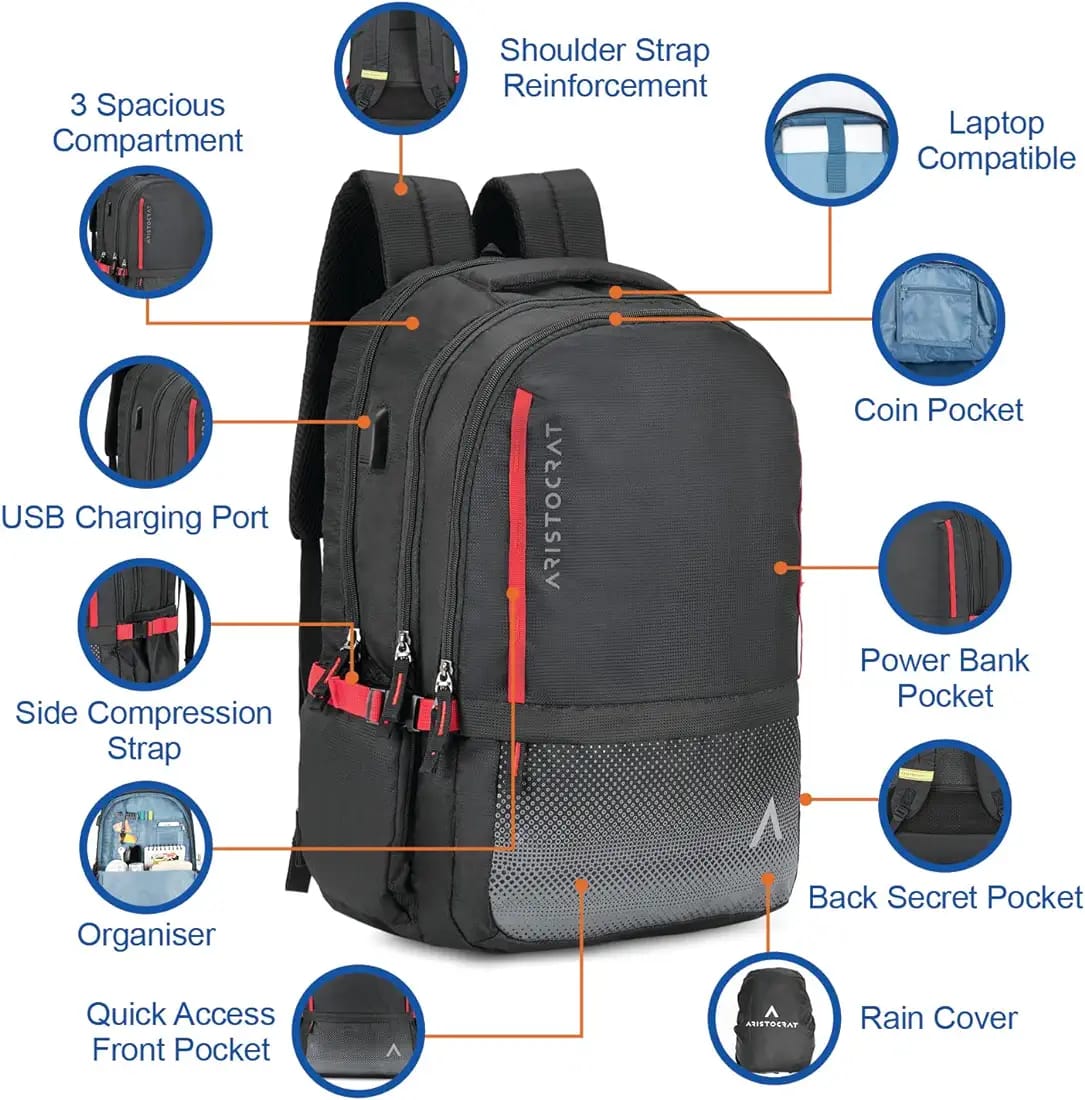 Shoulder Strap
Reinforcement
3 Spacious
Compartment
Laptop
Compatible
ARISTOCRAT
Coin Pocket
USB Charging Port
ARISTOCRAT
Power Bank
Pocket
Side Compression
Strap
Back Secret Pocket
Organiser
Quick Access
Front Pocket
ARISTOCRAT
Rain Cover